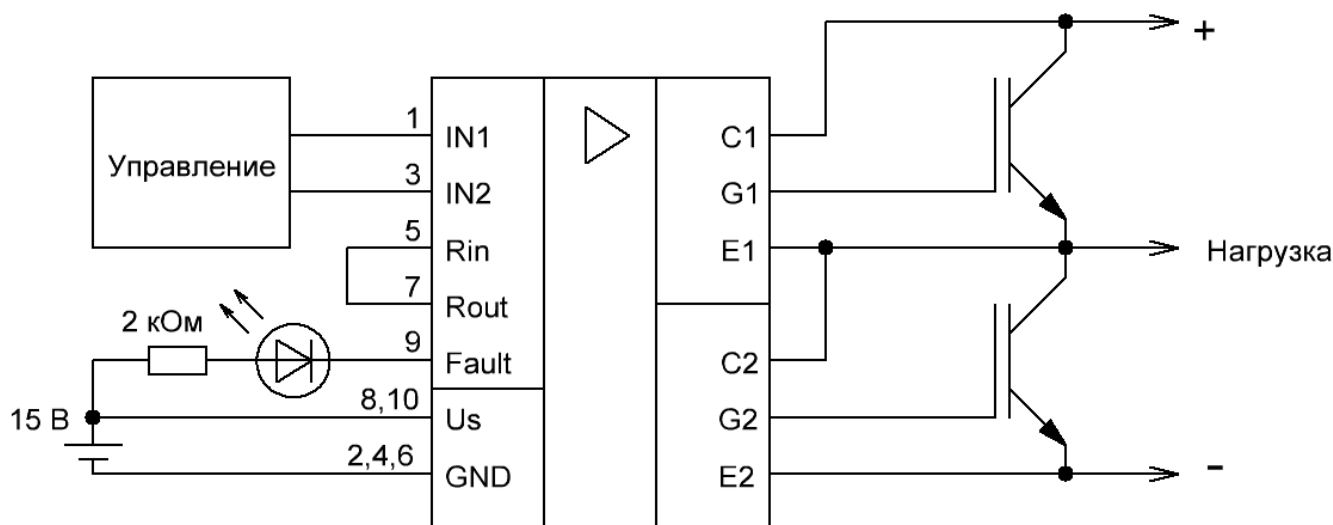 +
1
IN1
C1
Управление
3
IN2
G1
5
Rin
E1
Нагрузка
7
Rout
2 кОм
9
Fault
C2
8,10
15 В
Us
G2
2,4,6
GND
E2
-